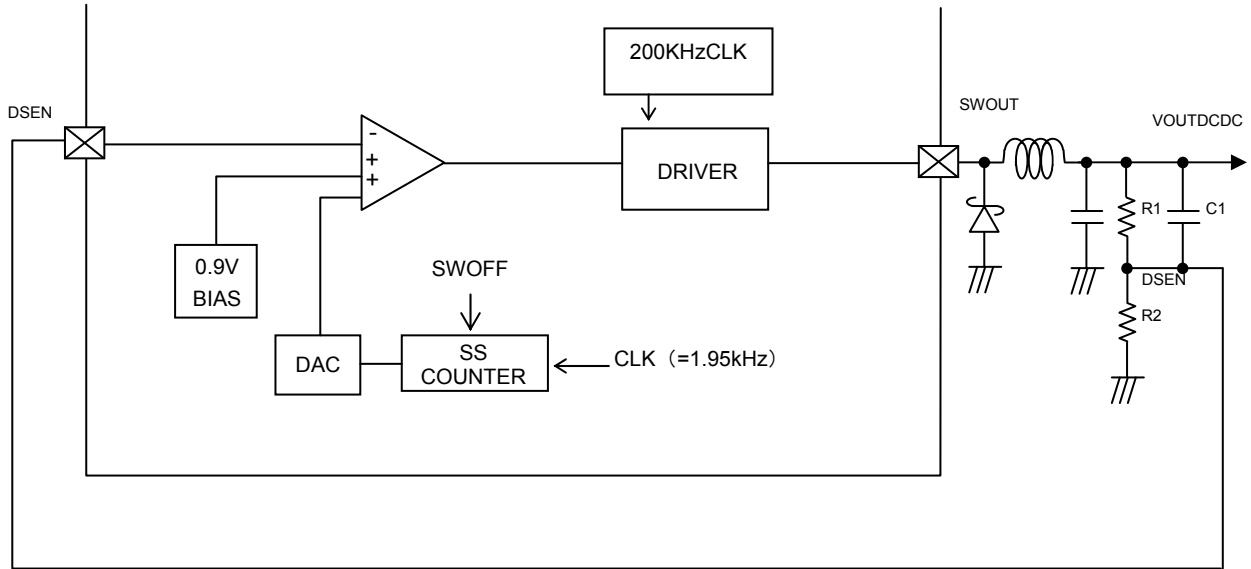 200KHzCLK
DSEN
SWOUT
VOUTDCDC
-
+
+
DRIVER
R1
C1
0.9V
BIAS
SWOFF
DSEN
R2
DAC
SS
COUNTER
CLK（=1.95kHz）